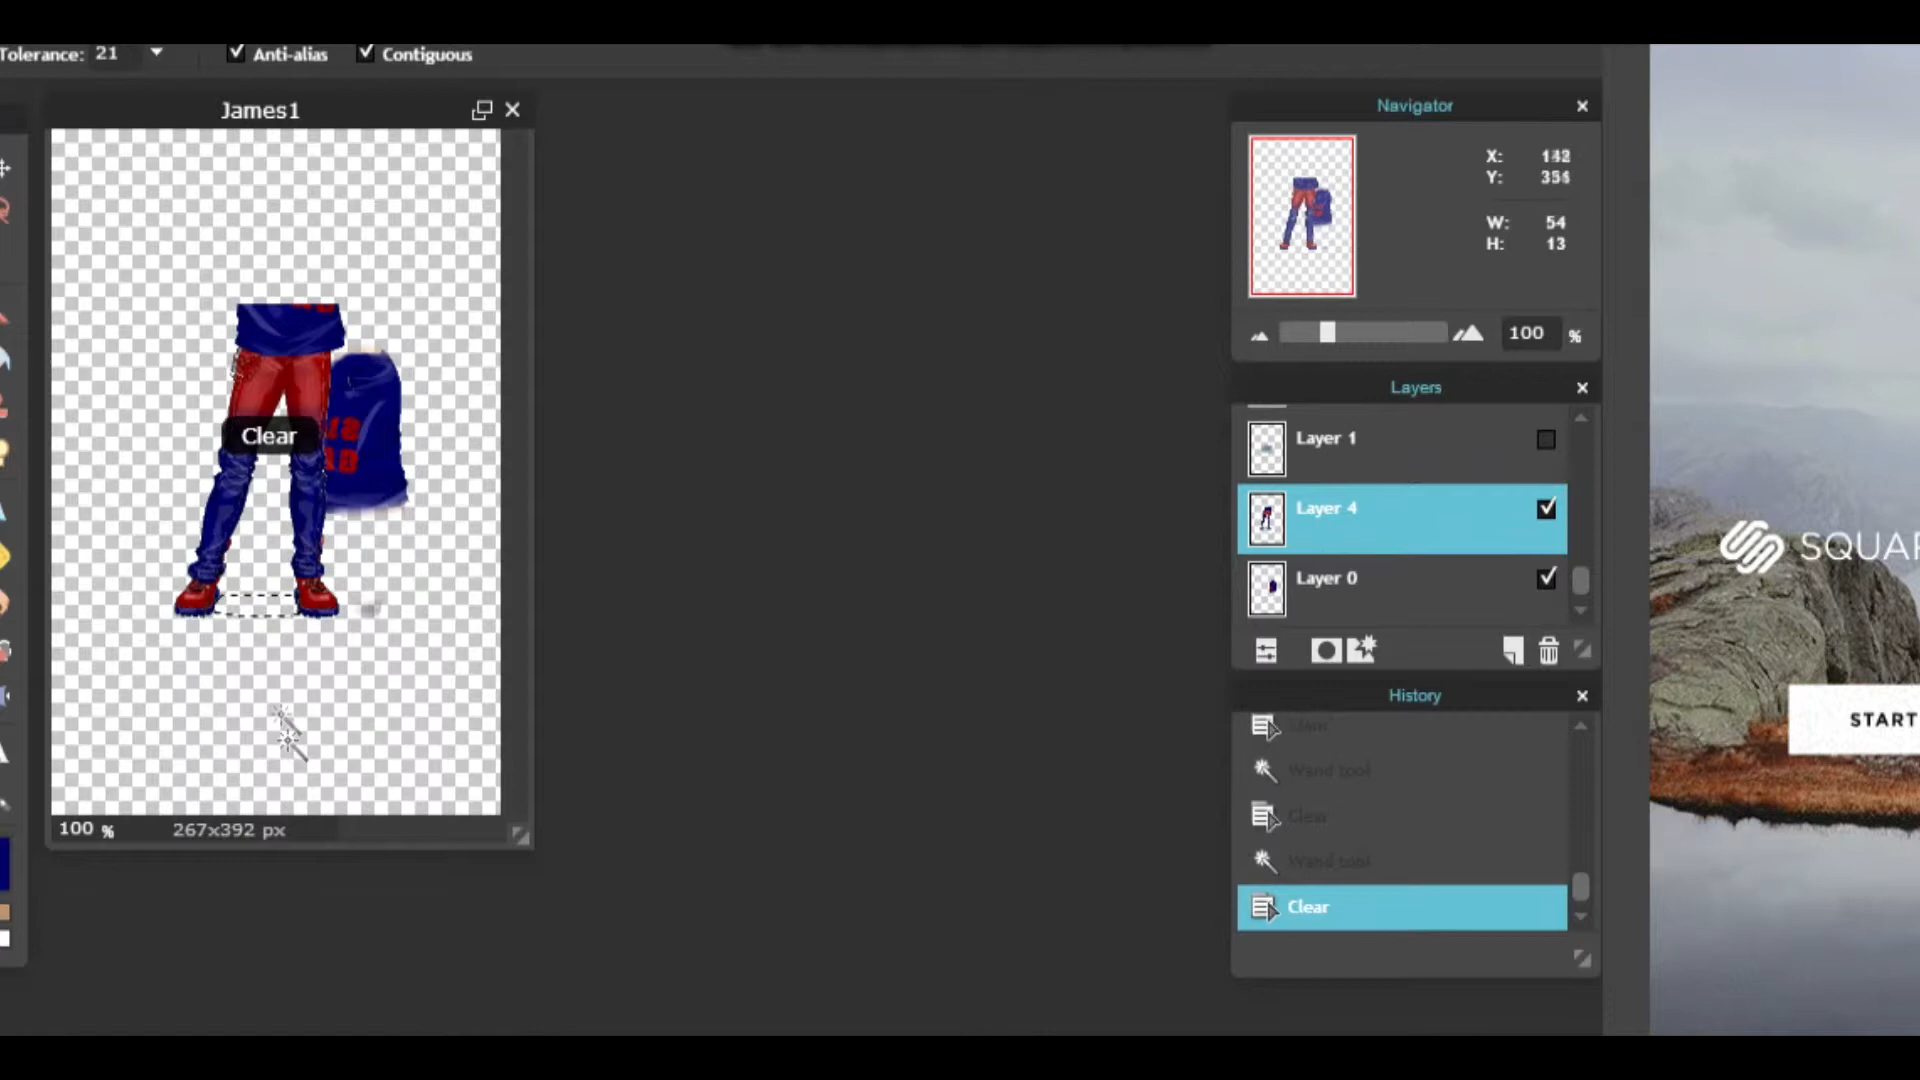 Tolerance: 21
Anti-alias
Contiguous
James1
Clear
100 %
267x392 px
Navigator
X: 142
W: 54
H: 13
100 %
Layers
Layer 1
Layer 4
Layer 0
History
Clear
Wand tool
Clear
Wand tool
Clear
SQUAR
START